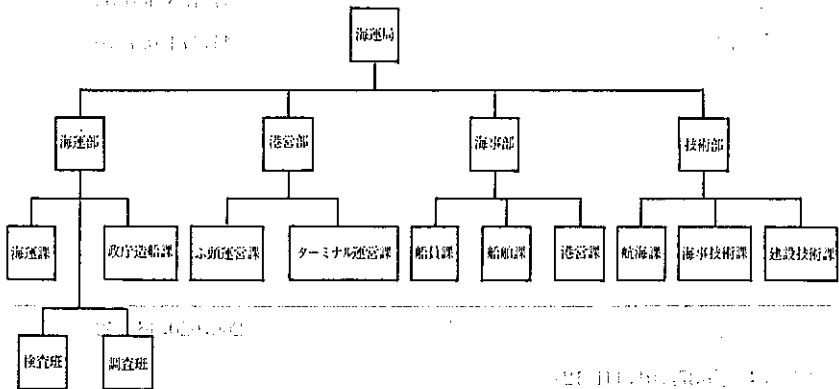 海運局
海運部
港営部
海事部
技術部
海運課
政庁造船課
ふ頭運営課
ターミナル運営課
船員課
船舶課
港営課
航海課
海事技術課
建設技術課
検査班
調査班